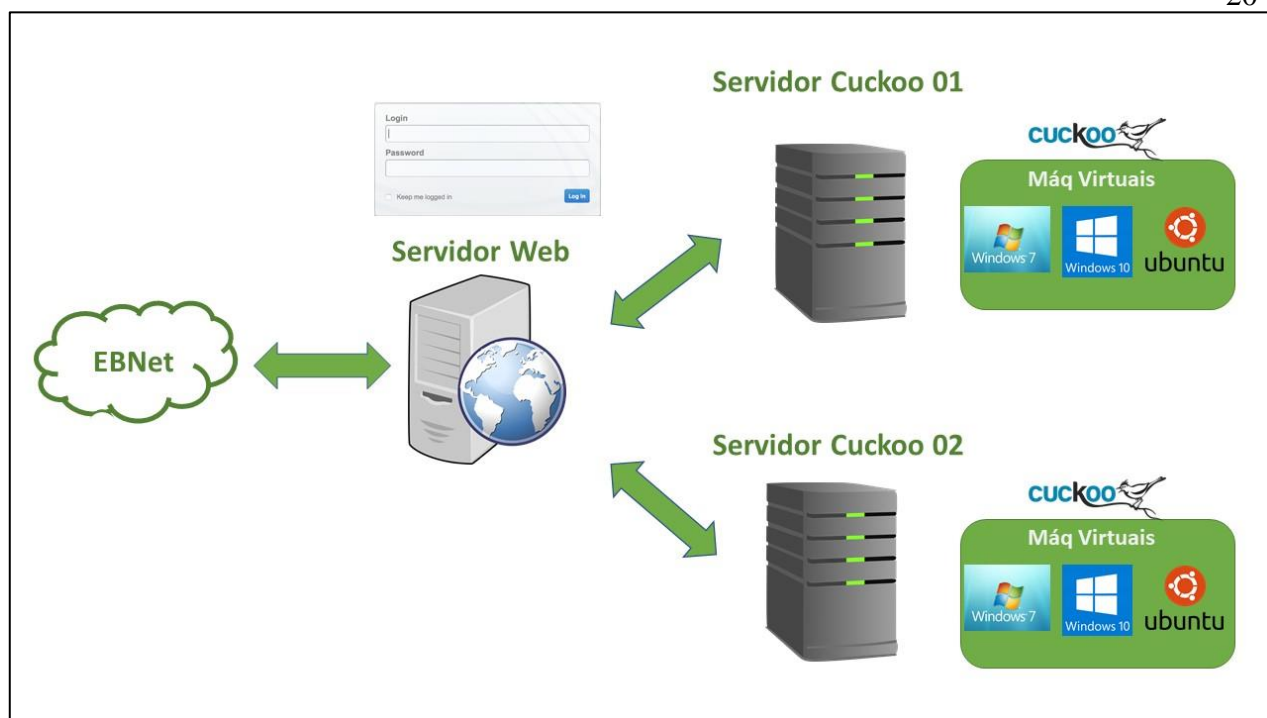 Servidor Cuckoo 01
Login
Password
Keep me logged in
Log in
cuckoo
Máq Virtuais
Windows 7
Windows 10
ubuntu
Servidor Web
EBNet
Servidor Cuckoo 02
cuckoo
Máq Virtuais
Windows 7
Windows 10
ubuntu